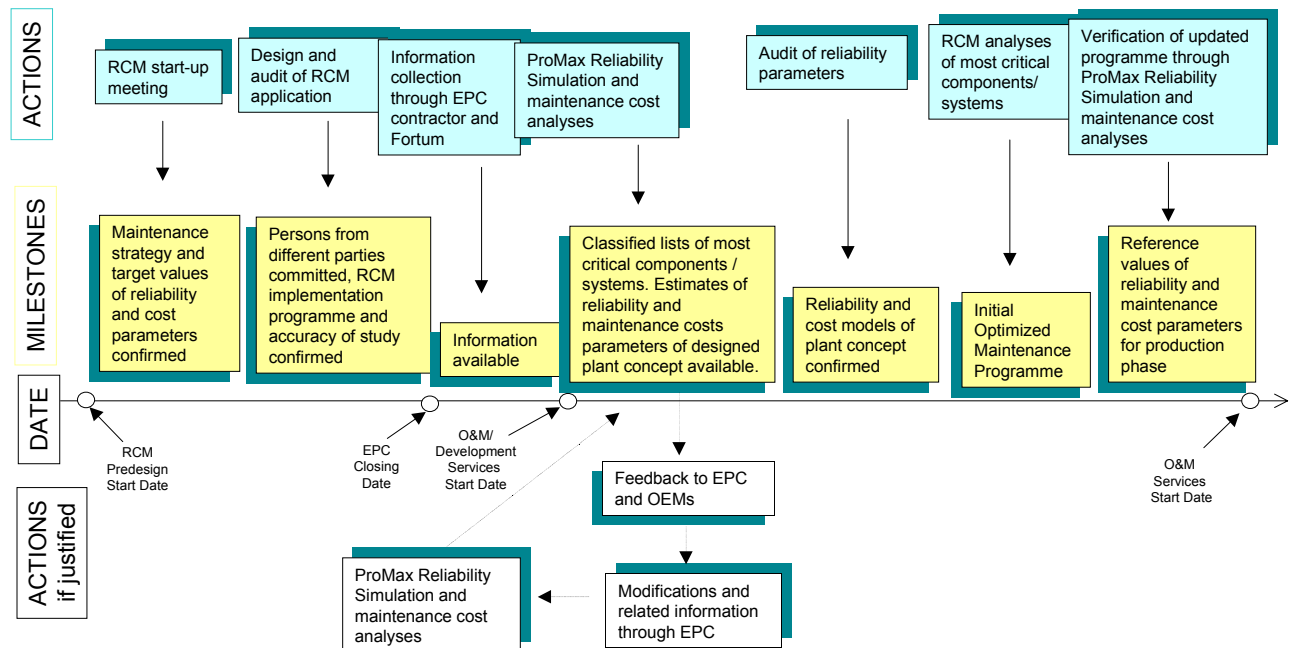 ACTIONS
RCM start-up
meeting
Design and
audit of RCM
application
Information
collection
through EPC
contractor and
Fortum
ProMax Reliability
Simulation and
maintenance cost
analyses
Audit of reliability
parameters
RCM analyses
of most critical
components/
systems
Verification of updated
programme through
ProMax Reliability
Simulation and
maintenance cost
analyses
MILESTONES
Maintenance
strategy and
target values
of reliability
and cost
parameters
confirmed
Persons from
different parties
committed, RCM
implementation
programme and
accuracy of study
confirmed
Information
available
Classified lists of most
critical components /
systems. Estimates of
reliability and
maintenance costs
parameters of designed
plant concept available.
Reliability and
cost models of
plant concept
confirmed
Initial
Optimized
Maintenance
Programme
Reference
values of
reliability and
maintenance
cost parameters
for production
phase
DATE
RCM
Predesign
Start Date
EPC
Closing
Date
O&M/
Development
Services
Start Date
O&M
Services
Start Date
ACTIONS
if justified
Feedback to EPC
and OEMs
ProMax Reliability
Simulation and
maintenance cost
analyses
Modifications and
related information
through EPC